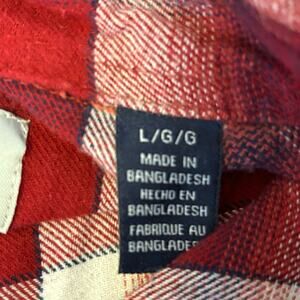 L/G/G
MADE IN
BANGLADESH
HECHO EN
BANGLADESH
FABRIQUE AU
BANGLADES